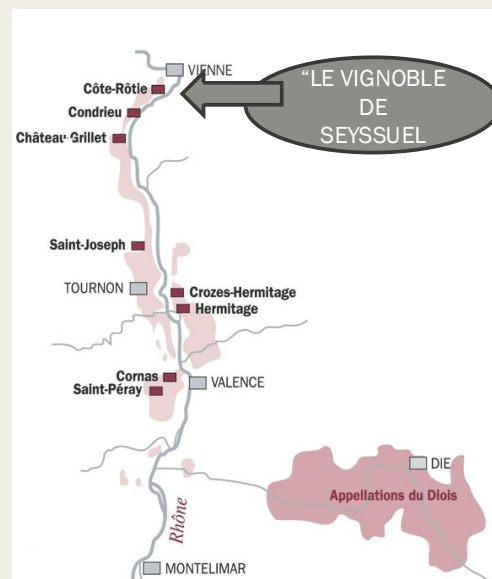 VIENNE
Côte-Rôtie
“LE VIGNOBLE
DE
SEYSSUEL
Condrieu
Château Grillet
Saint-Joseph
TOURNON
Crozes-Hermitage
Hermitage
Cornas
VALENCE
Saint-Péray
DIE
Appellations du Diois
Rhône
MONTELIMAR